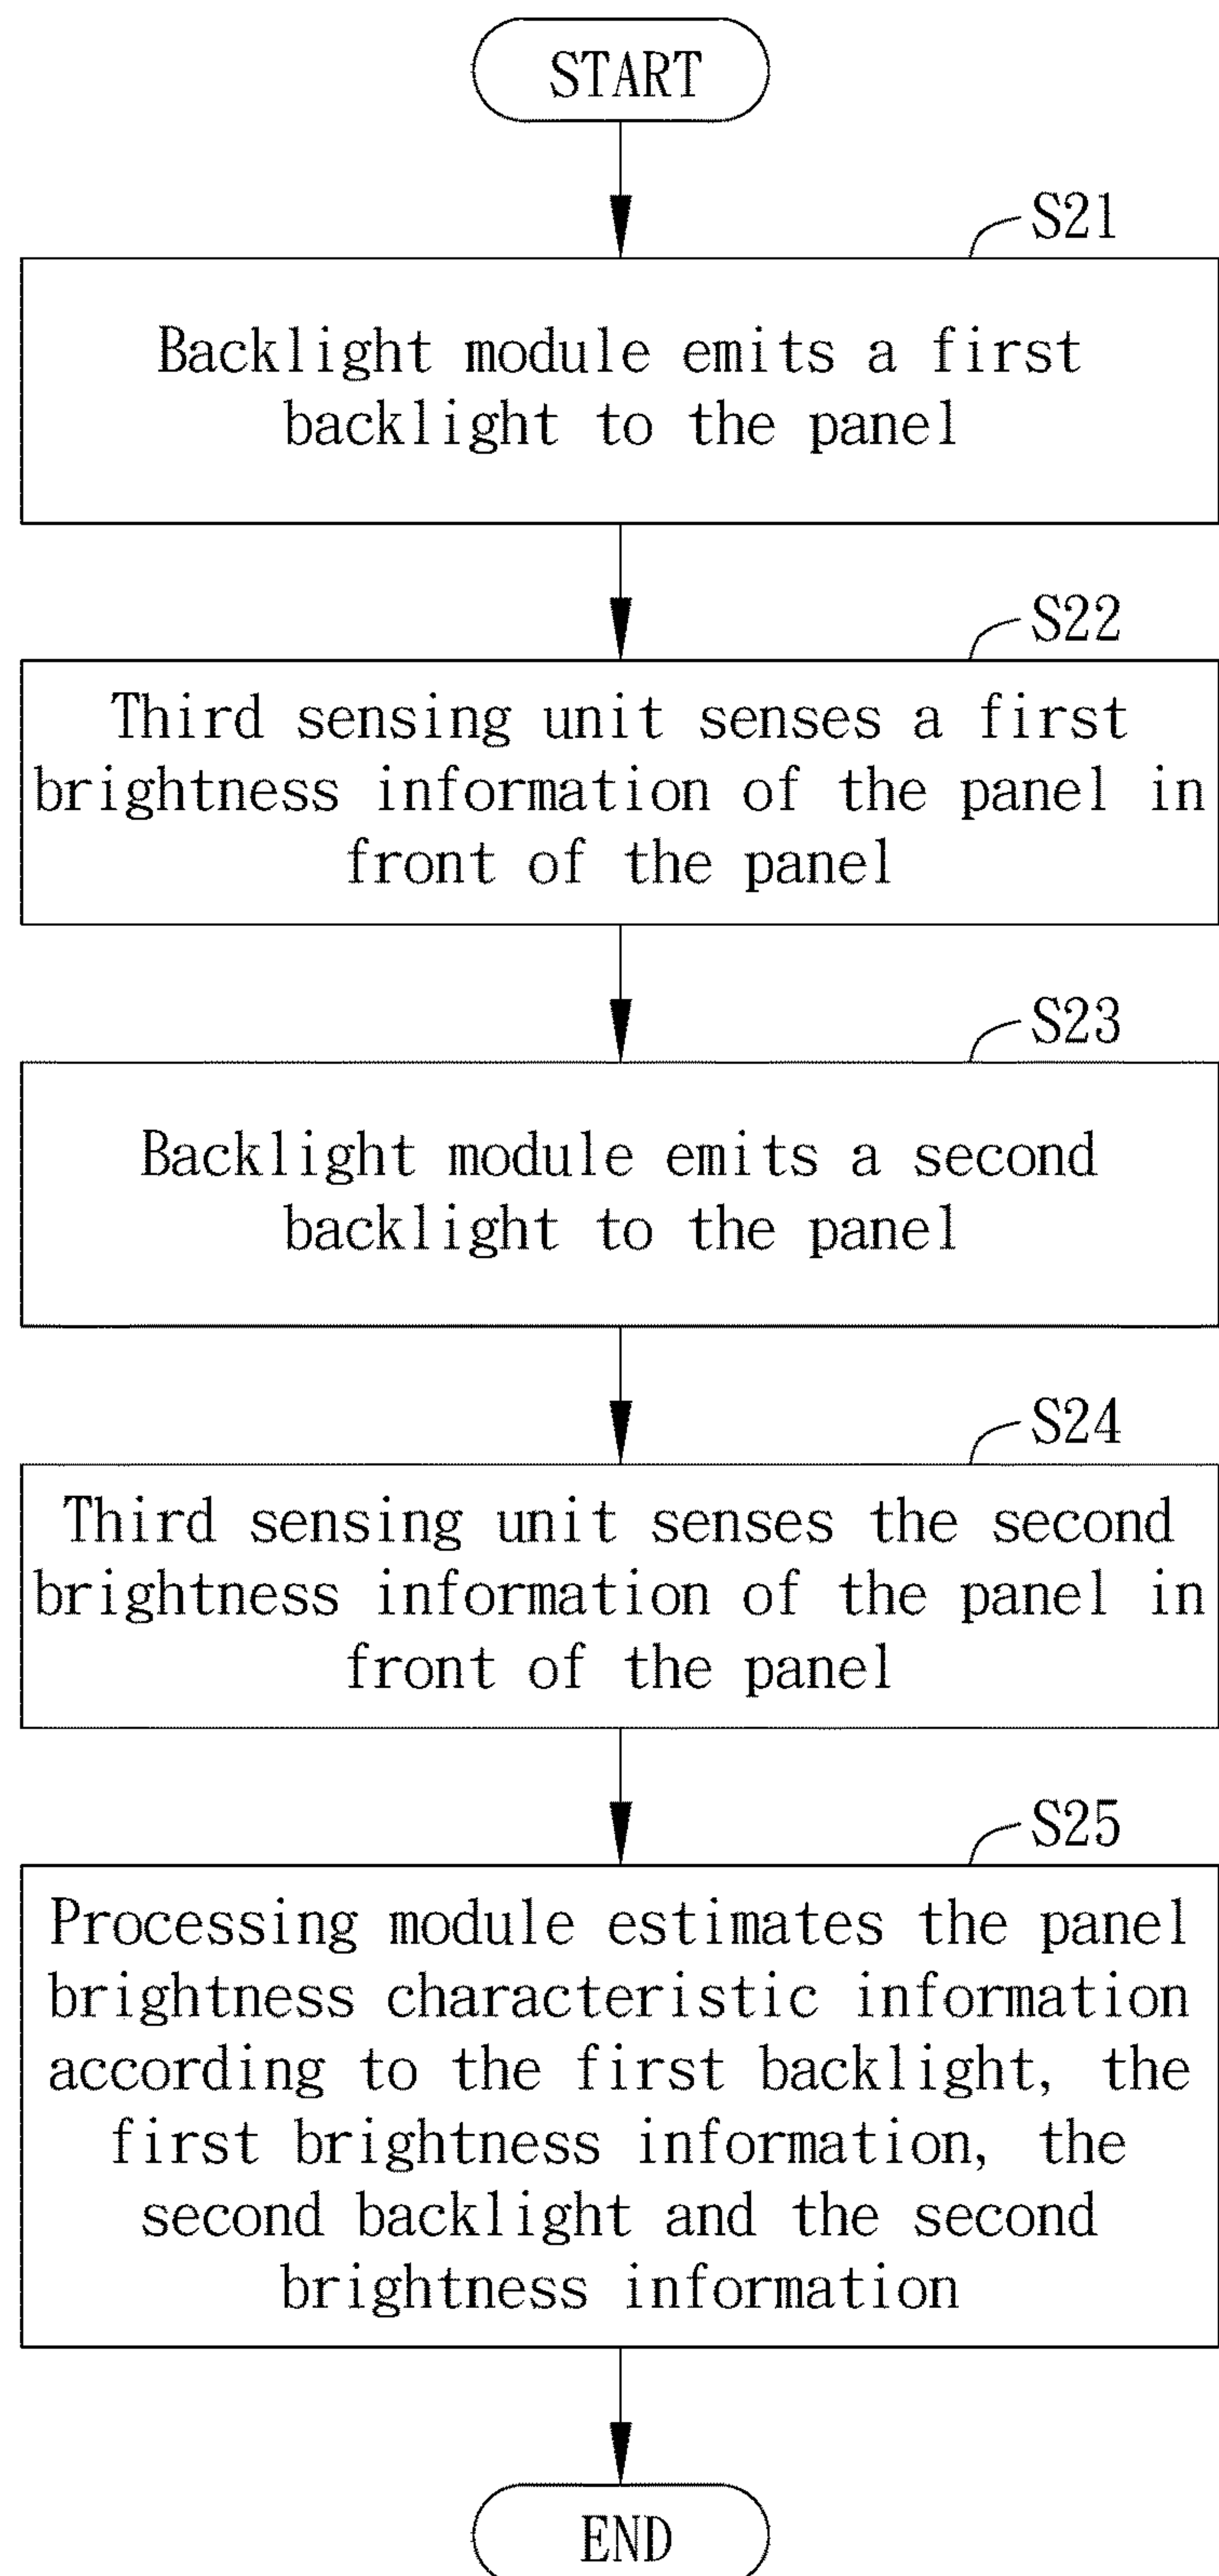 START
S21
Backlight module emits a first
backlight to the panel
S22
Third sensing unit senses a first
brightness information of the panel in
front of the panel
S23
Backlight module emits a second
backlight to the panel
S24
Third sensing unit senses the second
brightness information of the panel in
front of the panel
S25
Processing module estimates the panel
brightness characteristic information
according to the first backlight, the
first brightness information, the
second backlight and the second
brightness information
END